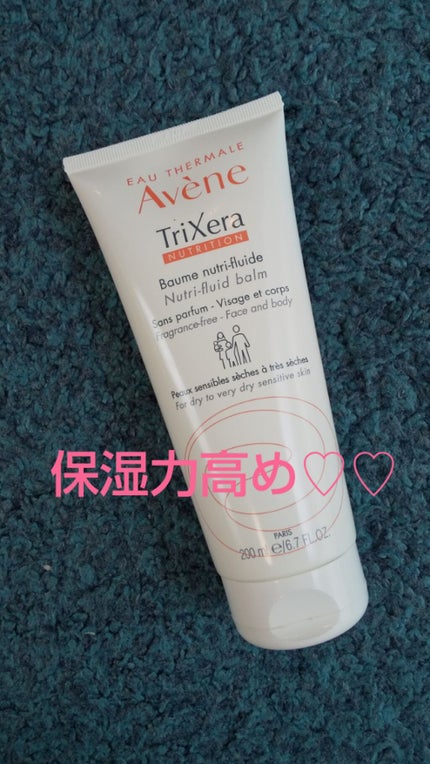 EAU THERMALE
Avène
TriXera
NUTRITION
Baume nutri-fluide
Nutri-fluid balm
Sans parfum - Visage et corps
Fragrance-free - Face and body
Peaux sensibles sèches à très sèches
For dry to very dry sensitive skin
保湿力高め♡♡
PARIS
200ml e/6.7 FL.OZ.